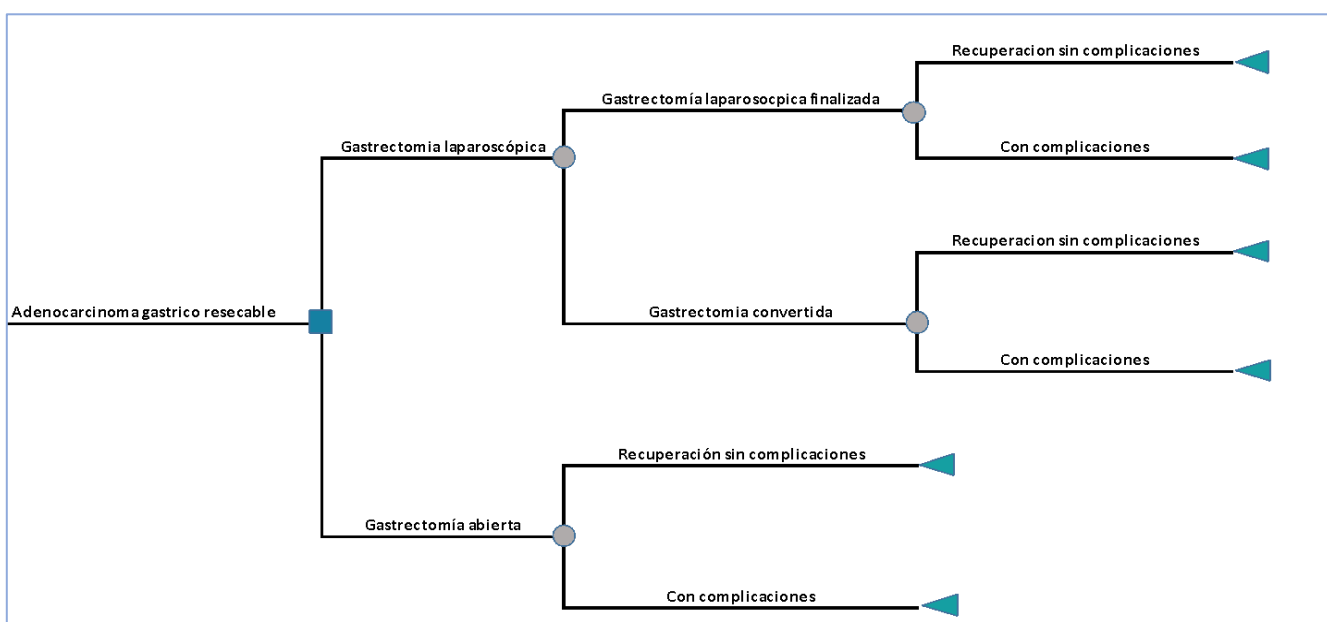 Recuperacion sin complicaciones
Gastrectomía laparosocpica finalizada
Gastrectomia laparoscópica
Con complicaciones
Recuperacion sin complicaciones
Adenocarcinoma gastrico resecable
Gastrectomia convertida
Con complicaciones
Recuperación sin complicaciones
Gastrectomía abierta
Con complicaciones